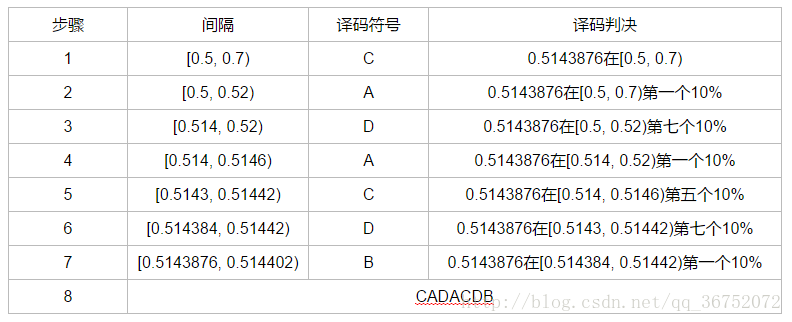 步骤 间隔 译码符号 译码判决
1 [0.5, 0.7) C 0.5143876在[0.5, 0.7)
2 [0.5, 0.52) A 0.5143876在[0.5, 0.7)第一个10%
3 [0.514, 0.52) D 0.5143876在[0.5, 0.52)第七个10%
4 [0.514, 0.5146) A 0.5143876在[0.514, 0.52)第一个10%
5 [0.5143, 0.51442) C 0.5143876在[0.514, 0.5146)第五个10%
6 [0.514384, 0.51442) D 0.5143876在[0.5143, 0.51442)第七个10%
7 [0.5143876, 0.514402) B 0.5143876在[0.514384, 0.51442)第一个10%
8 CADACDB
http://blog.csdn.net/qq_36752072